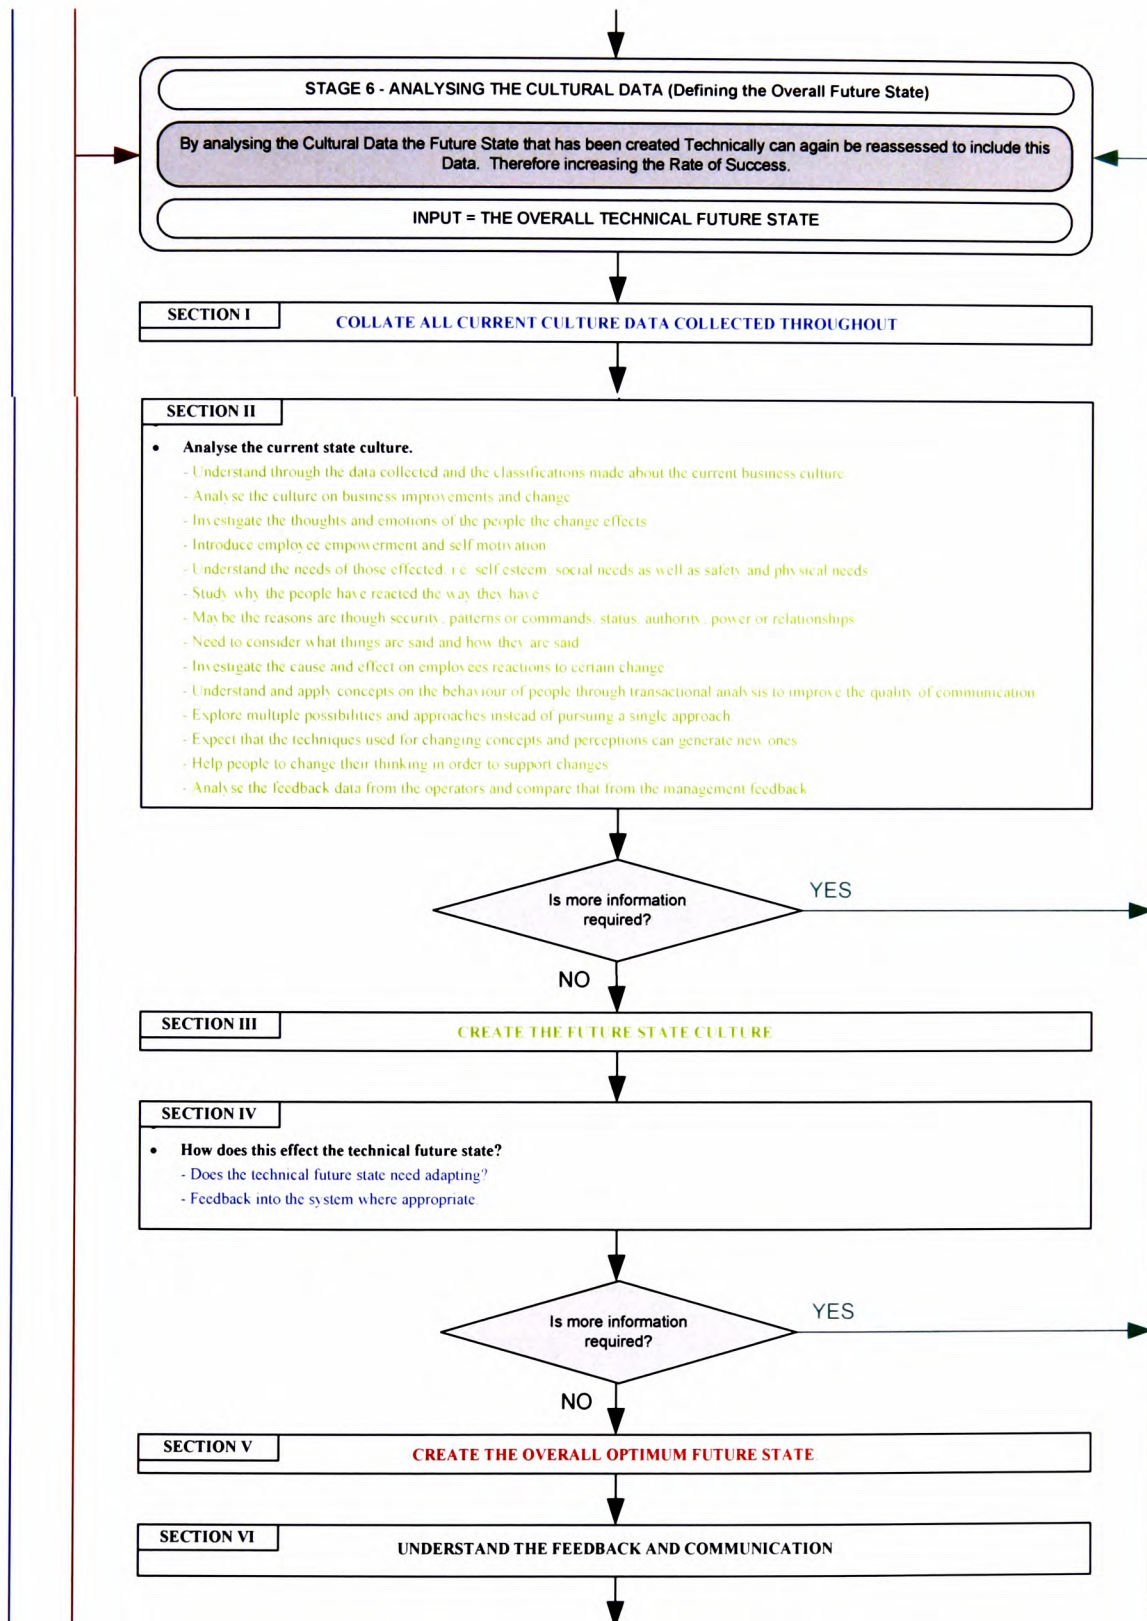 STAGE 6 - ANALYSING THE CULTURAL DATA (Defining the Overall Future State)
By analysing the Cultural Data the Future State that has been created Technically can again be reassessed to include this
Data. Therefore increasing the Rate of Success.
INPUT = THE OVERALL TECHNICAL FUTURE STATE
SECTION I
COLLATE ALL CURRENT CULTURE DATA COLLECTED THROUGHOUT
SECTION II
• Analyse the current state culture.
- Understand through the data collected and the classifications made about the current business culture
- Analyse the culture on business improvements and change
- Investigate the thoughts and emotions of the people the change effects
- Introduce employee empowerment and self motivation
- Understand the needs of those effected, i.e. self esteem, social needs as well as safety and physical needs
- Study why the people have reacted the way they have
- Maybe the reasons are though security, patterns or commands, status, authority, power or relationships
- Need to consider what things are said and how they are said
- Investigate the cause and effect on employees reactions to certain change
- Understand and apply concepts on the behaviour of people through transactional analysis to improve the quality of communication
- Explore multiple possibilities and approaches instead of pursuing a single approach
- Expect that the techniques used for changing concepts and perceptions can generate new ones
- Help people to change their thinking in order to support changes
- Analyse the feedback data from the operators and compare that from the management feedback
Is more information
required?
YES
NO
SECTION III
CREATE THE FUTURE STATE CULTURE
SECTION IV
• How does this effect the technical future state?
- Does the technical future state need adapting?
- Feedback into the system where appropriate.
Is more information
required?
YES
NO
SECTION V
CREATE THE OVERALL OPTIMUM FUTURE STATE
SECTION VI
UNDERSTAND THE FEEDBACK AND COMMUNICATION